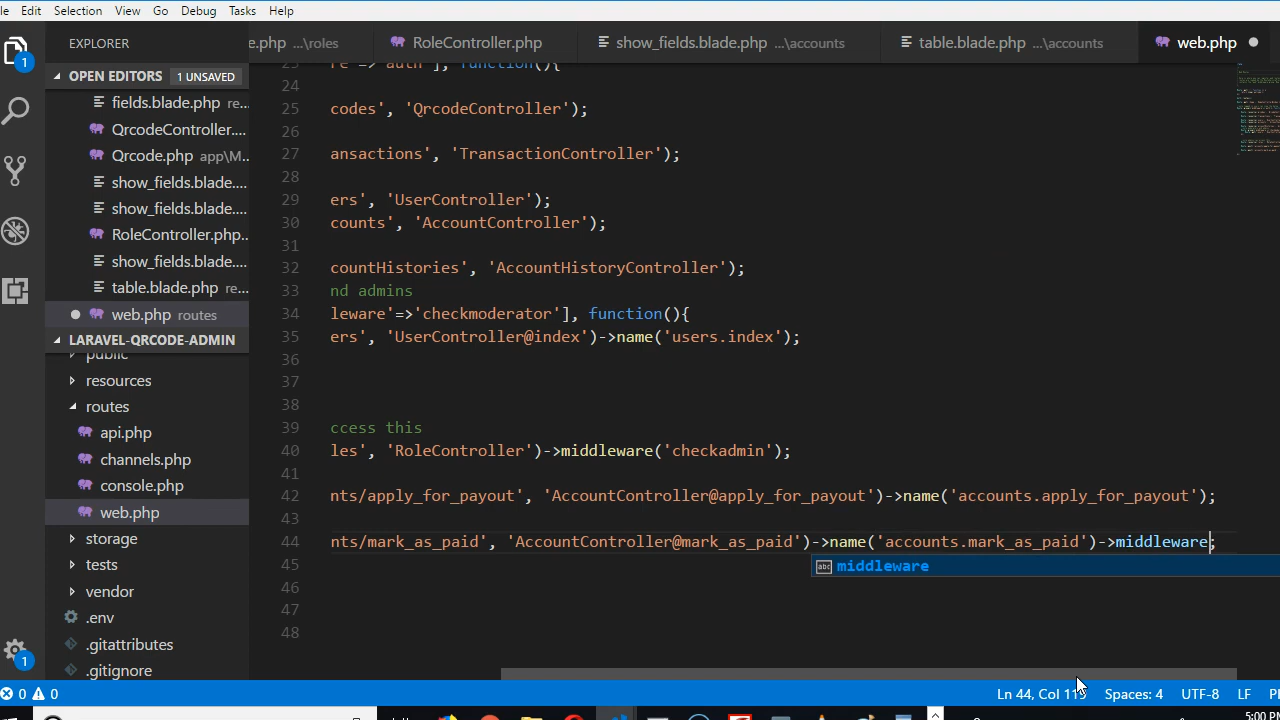 Edit Selection View Go Debug Tasks Help
EXPLORER
e.php ...\roles
RoleController.php
show_fields.blade.php ...\accounts
table.blade.php ...\accounts
web.php
OPEN EDITORS 1 UNSAVED
fields.blade.php re...
QrcodeController....
Qrcode.php app\M...
show_fields.blade....
show_fields.blade....
RoleController.php...
show_fields.blade....
table.blade.php re...
web.php routes
LARAVEL-QRCODE-ADMIN
public
resources
routes
api.php
channels.php
console.php
web.php
storage
tests
vendor
.env
.gitattributes
.gitignore
24
25 codes', 'QrcodeController');
26
27 ansactions', 'TransactionController');
28
29 ers', 'UserController');
30 counts', 'AccountController');
31
32 countHistories', 'AccountHistoryController');
33 nd admins
34 leware'=>'checkmoderator'], function(){
35 ers', 'UserController@index')->name('users.index');
36
37
38
39 ccess this
40 les', 'RoleController')->middleware('checkadmin');
41
42 nts/apply_for_payout', 'AccountController@apply_for_payout')->name('accounts.apply_for_payout');
43
44 nts/mark_as_paid', 'AccountController@mark_as_paid')->name('accounts.mark_as_paid')->middleware;
45
abc middleware
46
47
48
0 0
Ln 44, Col 119 Spaces: 4 UTF-8 LF
5:00 PM